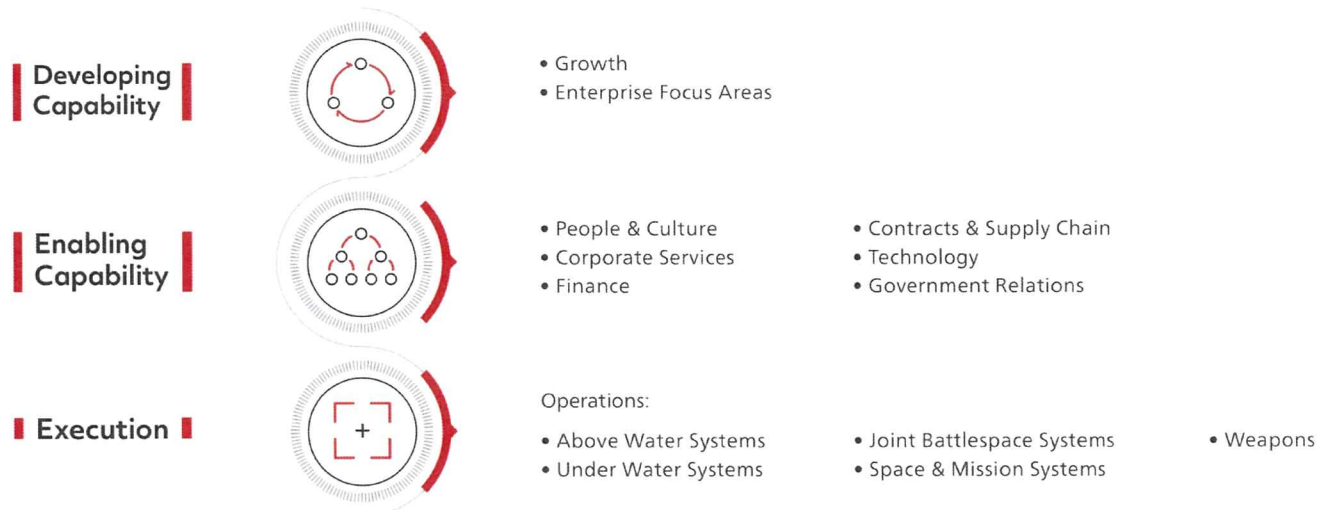 Developing
Capability
• Growth
• Enterprise Focus Areas
Enabling
Capability
• People & Culture
• Corporate Services
• Finance
• Contracts & Supply Chain
• Technology
• Government Relations
Execution
Operations:
• Above Water Systems
• Under Water Systems
• Joint Battlespace Systems
• Space & Mission Systems
• Weapons